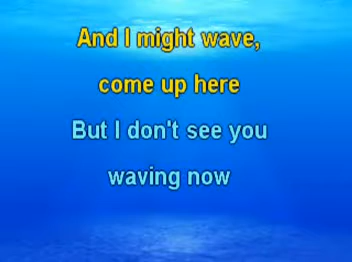 And I might wave,
come up here
But I don't see you
waving now